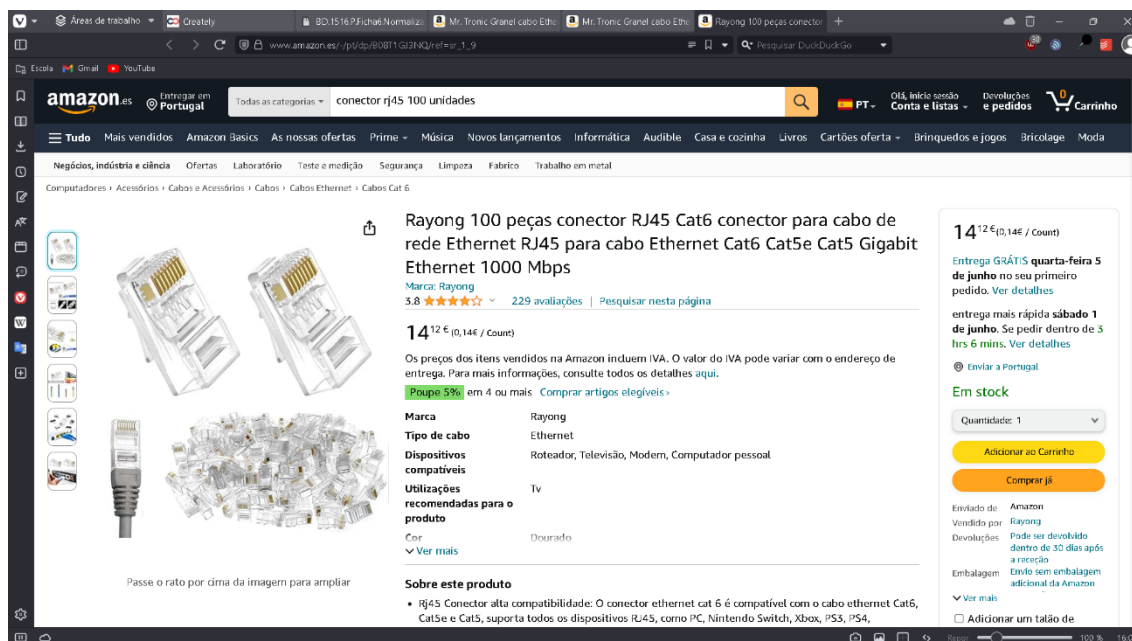 Áreas de trabalho
Creately
BD.1516.P.Ficha6.Normaliza
Mr. Tronic Granel cabo Ethe
Mr. Tronic Granel cabo Ethe
Rayong 100 peças conector
www.amazon.es/-/pt/dp/B08T1GJ3NQ/ref=sr_1_9
Pesquisar DuckDuckGo
Escola
Gmail
YouTube
amazon.es
Entregar em
Portugal
Todas as categorias
conector rj45 100 unidades
PT
Olá, inicie sessão
Conta e listas
Devoluções
e pedidos
0
Carrinho
Tudo Mais vendidos Amazon Basics As nossas ofertas Prime Música Novos lançamentos Informática Audible Casa e cozinha Livros Cartões oferta Brinquedos e jogos Bricolage Moda
Negócios, indústria e ciência Ofertas Laboratório Teste e medição Segurança Limpeza Fabrico Trabalho em metal
Computadores › Acessórios › Cabos e Acessórios › Cabos › Cabos Ethernet › Cabos Cat 6
Rayong 100 peças conector RJ45 Cat6 conector para cabo de
rede Ethernet RJ45 para cabo Ethernet Cat6 Cat5e Cat5 Gigabit
Ethernet 1000 Mbps
Marca: Rayong
3.8
229 avaliações | Pesquisar nesta página
14 12 € (0,14€ / Count)
Os preços dos itens vendidos na Amazon incluem IVA. O valor do IVA pode variar com o endereço de
entrega. Para mais informações, consulte todos os detalhes aqui.
Poupe 5% em 4 ou mais Comprar artigos elegíveis ›
Marca Rayong
Tipo de cabo Ethernet
Dispositivos Roteador, Televisão, Modem, Computador pessoal
compatíveis
Utilizações Tv
recomendadas para o
produto
Cor Dourado
Ver mais
Passe o rato por cima da imagem para ampliar
Sobre este produto
• Rj45 Conector alta compatibilidade: O conector ethernet cat 6 é compatível com o cabo ethernet Cat6,
Cat5e e Cat5, suporta todos os dispositivos RJ45, como PC, Nintendo Switch, Xbox, PS3, PS4,
14 12 € (0,14€ / Count)
Entrega GRÁTIS quarta-feira 5
de junho no seu primeiro
pedido. Ver detalhes
entrega mais rápida sábado 1
de junho. Se pedir dentro de 3
hrs 6 mins. Ver detalhes
Enviar a Portugal
Em stock
Quantidade: 1
Adicionar ao Carrinho
Comprar já
Enviado de Amazon
Vendido por Rayong
Devoluções Pode ser devolvido
dentro de 30 dias após
a receção
Embalagem Envio sem embalagem
adicional da Amazon
Ver mais
Adicionar um talão de
Repor
100 %